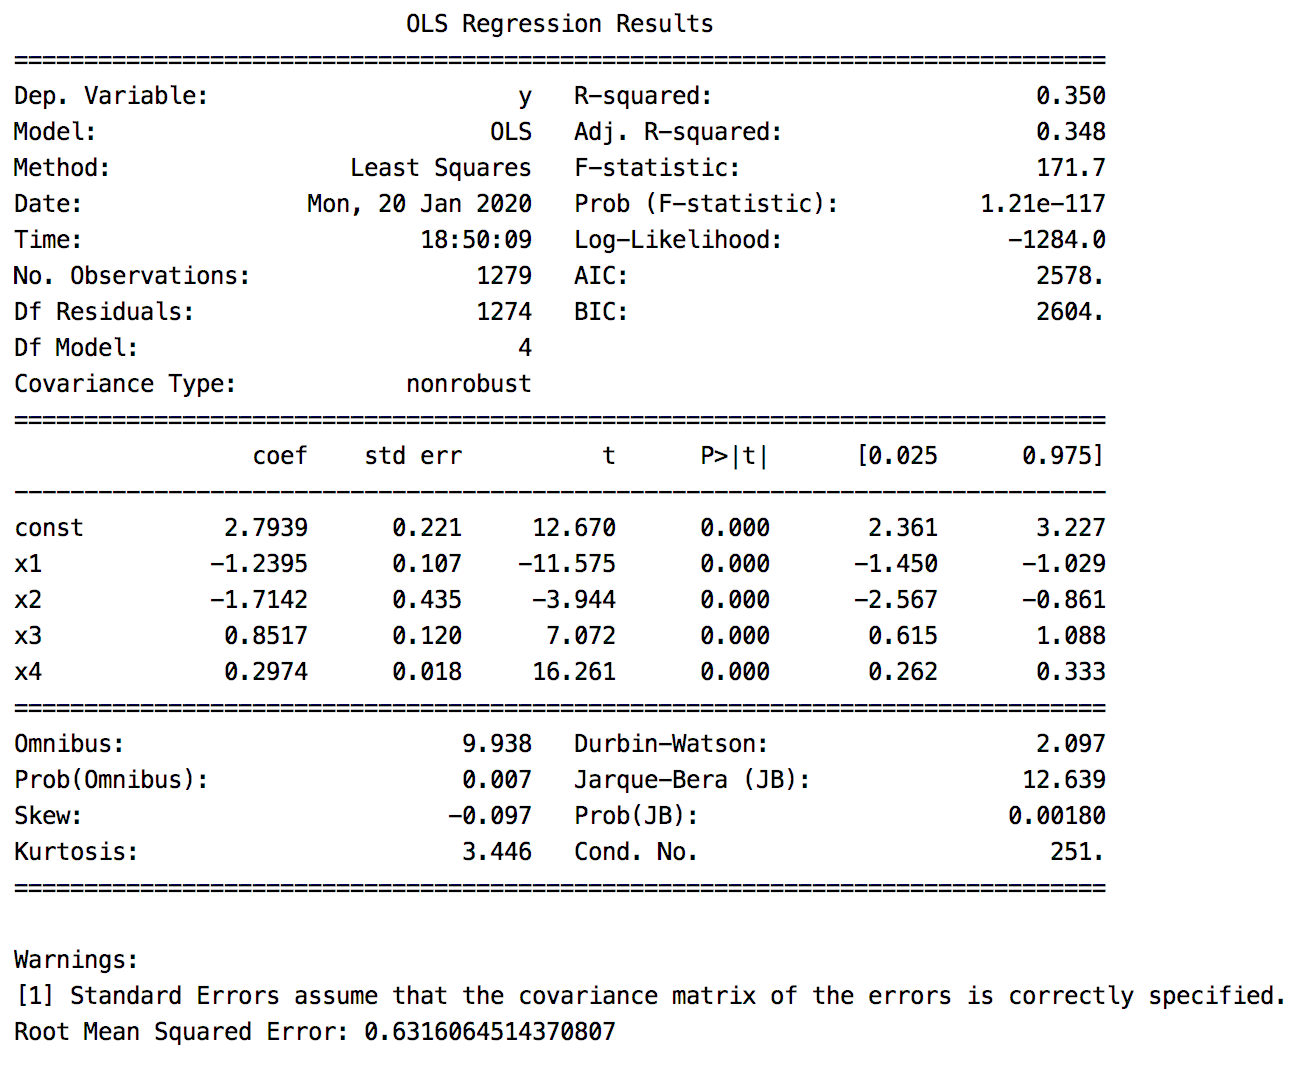 OLS Regression Results
==============================================================================
Dep. Variable:                      y   R-squared:                       0.350
Model:                            OLS   Adj. R-squared:                  0.348
Method:                 Least Squares   F-statistic:                     171.7
Date:                Mon, 20 Jan 2020   Prob (F-statistic):          1.21e-117
Time:                        18:50:09   Log-Likelihood:                -1284.0
No. Observations:                1279   AIC:                             2578.
Df Residuals:                    1274   BIC:                             2604.
Df Model:                           4
Covariance Type:            nonrobust
==============================================================================
                 coef    std err          t      P>|t|      [0.025      0.975]
------------------------------------------------------------------------------
const          2.7939      0.221     12.670      0.000       2.361       3.227
x1            -1.2395      0.107    -11.575      0.000      -1.450      -1.029
x2            -1.7142      0.435     -3.944      0.000      -2.567      -0.861
x3             0.8517      0.120      7.072      0.000       0.615       1.088
x4             0.2974      0.018     16.261      0.000       0.262       0.333
==============================================================================
Omnibus:                        9.938   Durbin-Watson:                   2.097
Prob(Omnibus):                  0.007   Jarque-Bera (JB):               12.639
Skew:                          -0.097   Prob(JB):                      0.00180
Kurtosis:                       3.446   Cond. No.                         251.
==============================================================================
Warnings:
[1] Standard Errors assume that the covariance matrix of the errors is correctly specified.
Root Mean Squared Error: 0.6316064514370807